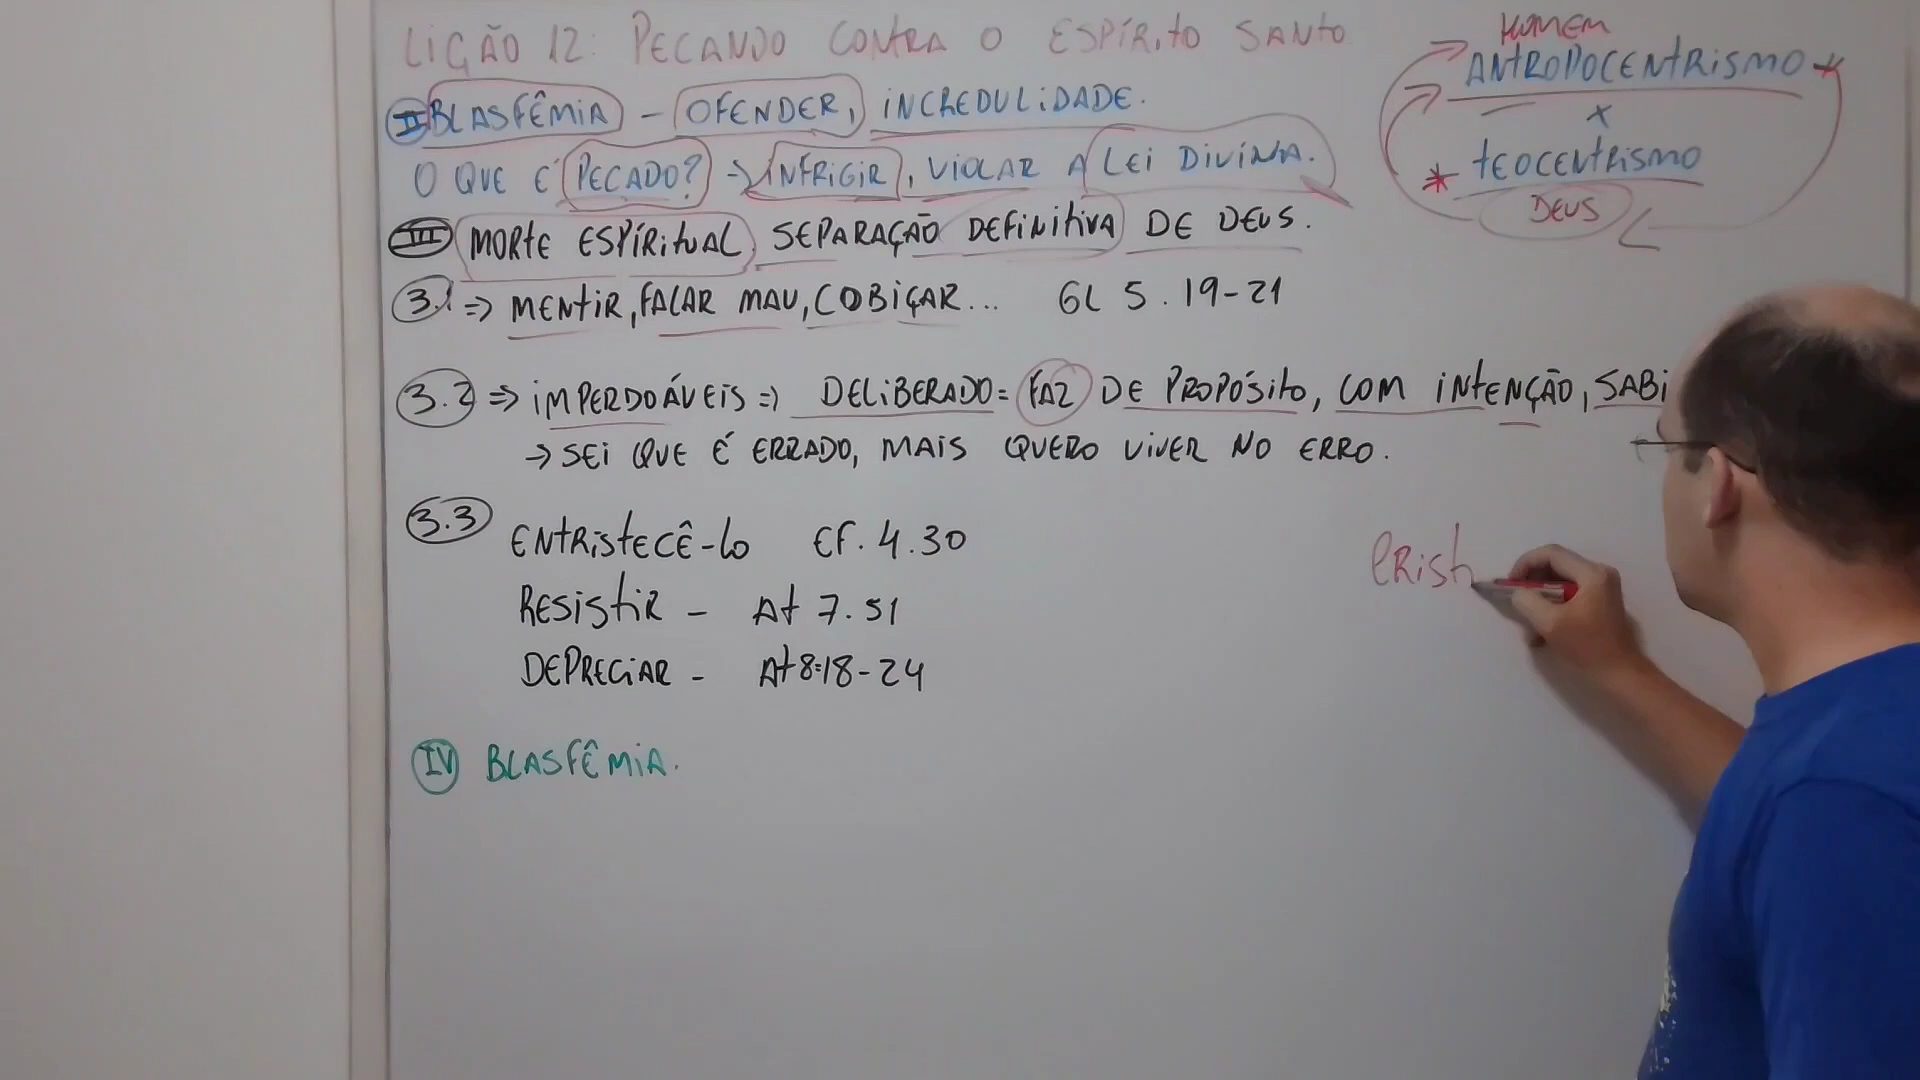 LIÇÃO 12: PECANDO CONTRA O ESPÍRITO SANTO
II BLASFÊMIA - OFENDER, INCREDULIDADE.
O QUE É PECADO? → INFRIGIR, VIOLAR A LEI DIVINA.
III MORTE ESPÍRITUAL, SEPARAÇÃO DEFINITIVA DE DEUS.
3.1 ⇒ MENTIR, FALAR MAU, COBIÇAR... GL 5.19-21
3.2 ⇒ IMPERDOÁVEIS ⇒ DELIBERADO = FAZ DE PROPÓSITO, COM INTENÇÃO, SABI
→ SEI QUE É ERRADO, MAIS QUERO VIVER NO ERRO.
3.3 ENTRISTECÊ-LO EF. 4.30
RESISTIR - At 7.51
DEPRECIAR - At 8:18-24
IV BLASFÊMIA.
HOMEM
ANTROPOCENTRISMO
X
* TEOCENTRISMO
DEUS